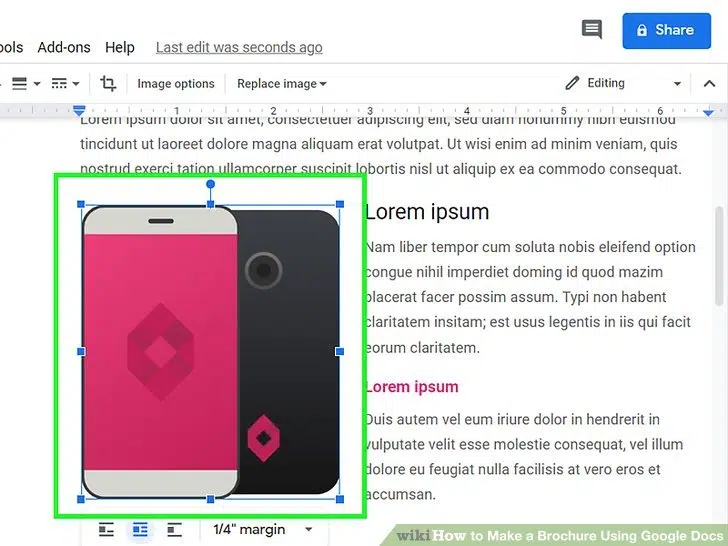 ools Add-ons Help Last edit was seconds ago Share
Image options Replace image Editing
1 2 3 4 5 6
Lorem ipsum dolor sit amet, consectetuer adipiscing elit, sed diam nonummy nibh euismod
tincidunt ut laoreet dolore magna aliquam erat volutpat. Ut wisi enim ad minim veniam, quis
nostrud exerci tation ullamcorper suscipit lobortis nisl ut aliquip ex ea commodo consequat.
Lorem ipsum
Nam liber tempor cum soluta nobis eleifend option
congue nihil imperdiet doming id quod mazim
placerat facer possim assum. Typi non habent
claritatem insitam; est usus legentis in iis qui facit
eorum claritatem.
Lorem ipsum
Duis autem vel eum iriure dolor in hendrerit in
vulputate velit esse molestie consequat, vel illum
dolore eu feugiat nulla facilisis at vero eros et
accumsan.
1/4" margin
wikiHow to Make a Brochure Using Google Docs